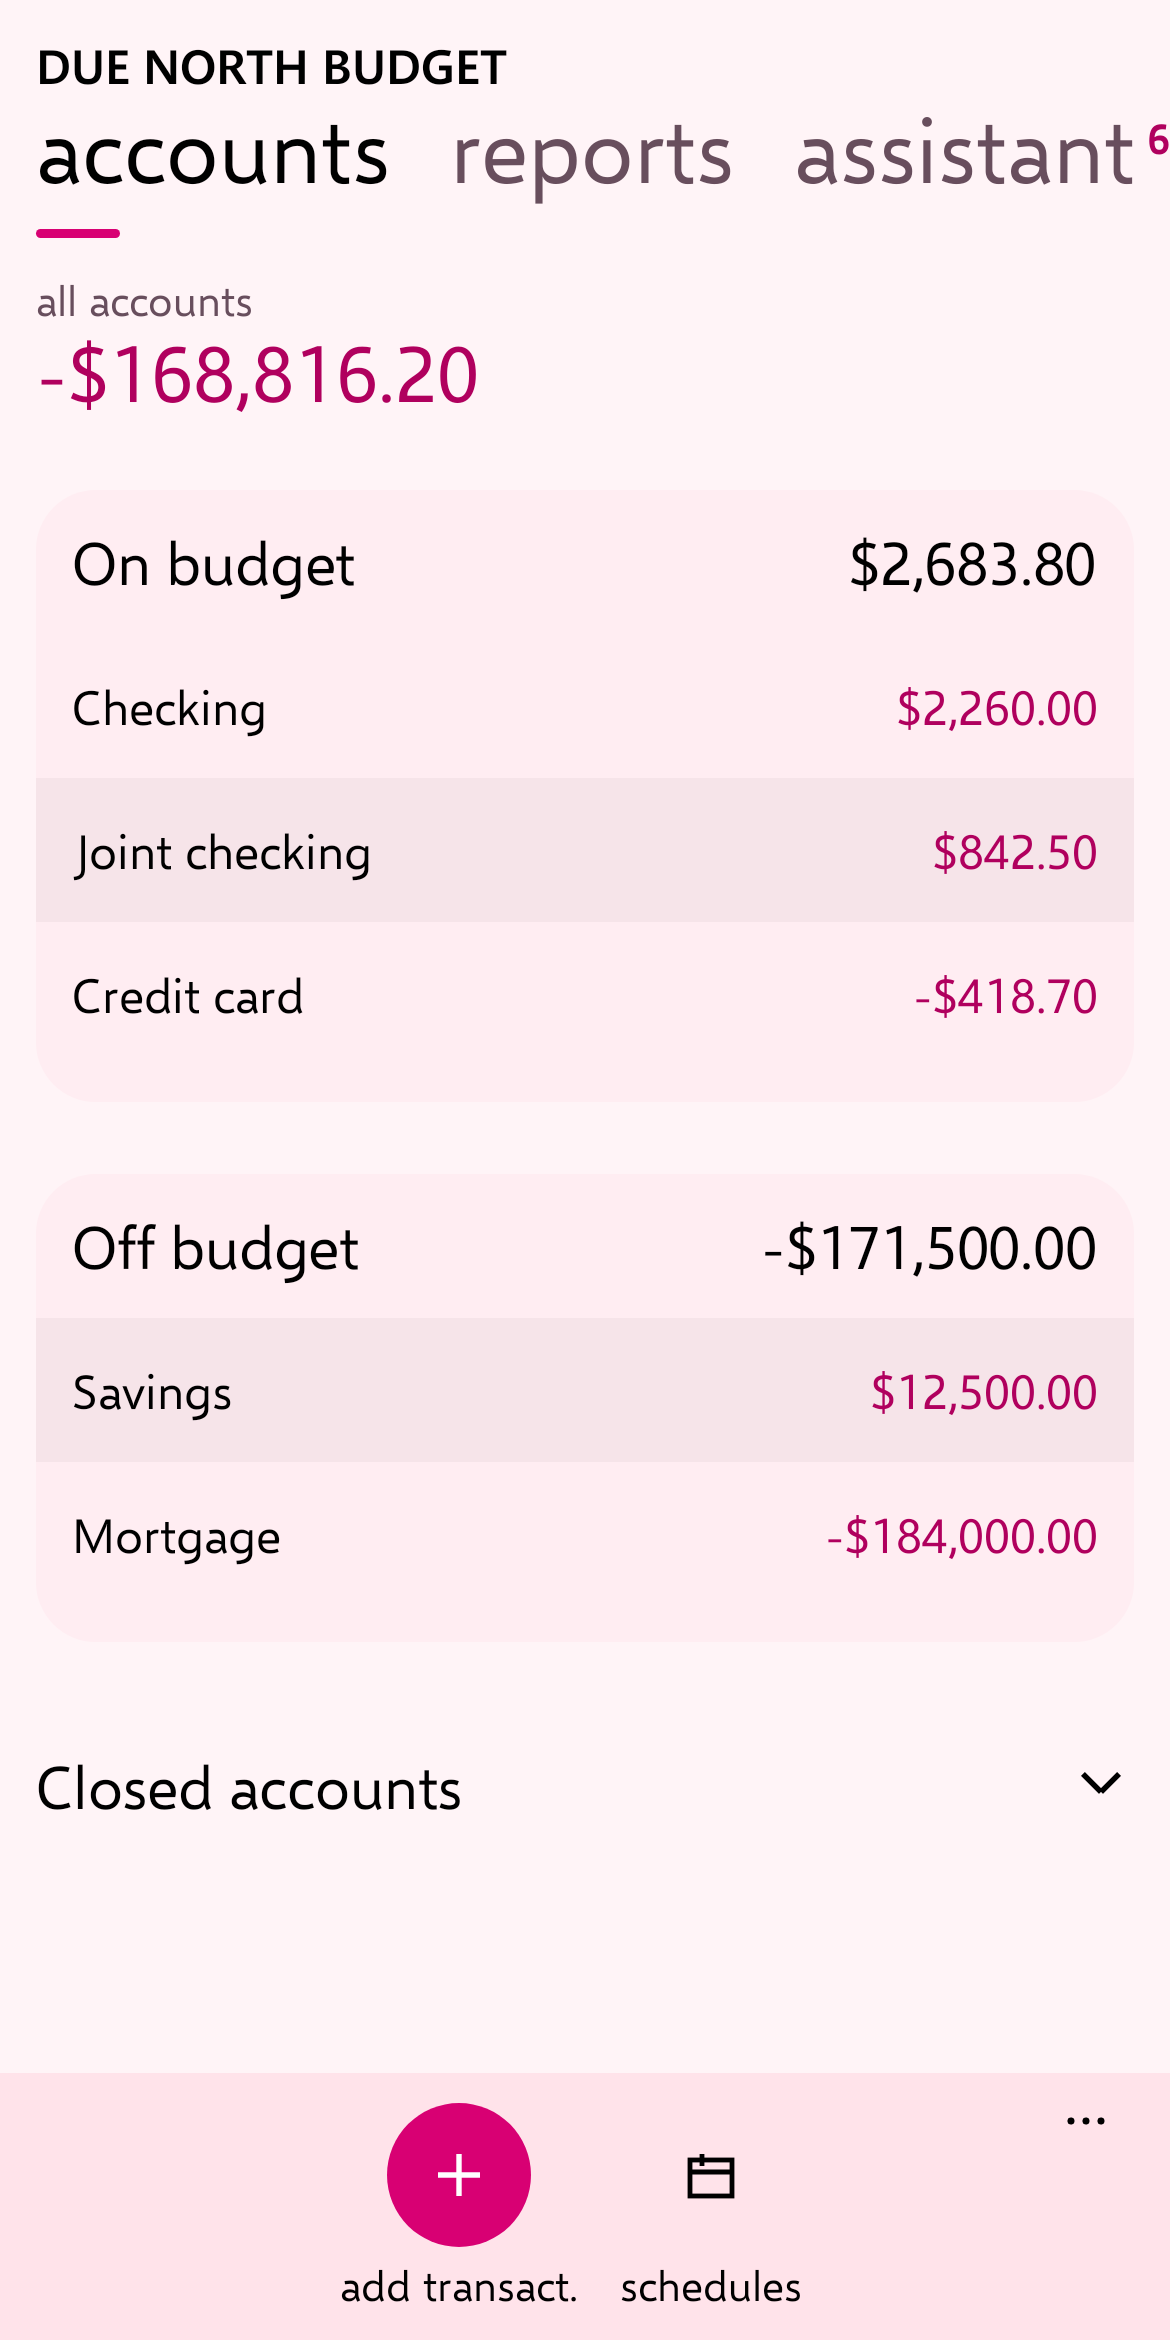 DUE NORTH BUDGET
accounts reports assistant 6
all accounts
-$168,816.20
On budget $2,683.80
Checking $2,260.00
Joint checking $842.50
Credit card -$418.70
Off budget -$171,500.00
Savings $12,500.00
Mortgage -$184,000.00
Closed accounts
add transact. schedules